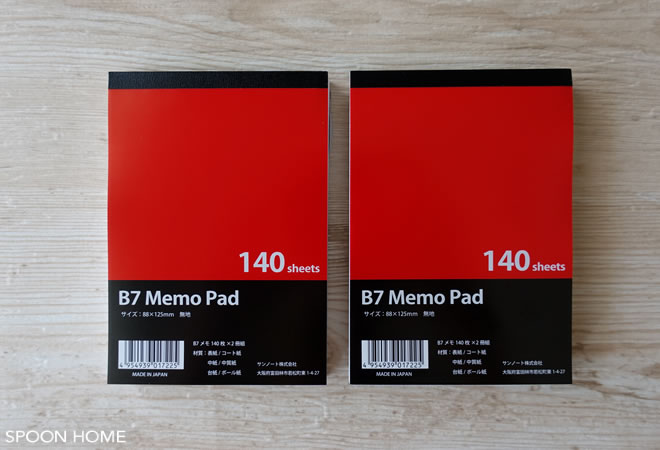 140 sheets
B7 Memo Pad
サイズ：88×125mm　無地
B7 メモ 140 枚 ×2 冊組
材質：表紙 / コート紙
中紙 / 中質紙
台紙 / ボール紙
4 954939 017225
MADE IN JAPAN
サンノート株式会社
大阪府富田林市若松町東 1-4-27
140 sheets
B7 Memo Pad
サイズ：88×125mm　無地
B7 メモ 140 枚 ×2 冊組
材質：表紙 / コート紙
中紙 / 中質紙
台紙 / ボール紙
4 954939 017225
MADE IN JAPAN
サンノート株式会社
大阪府富田林市若松町東 1-4-27
SPOON HOME